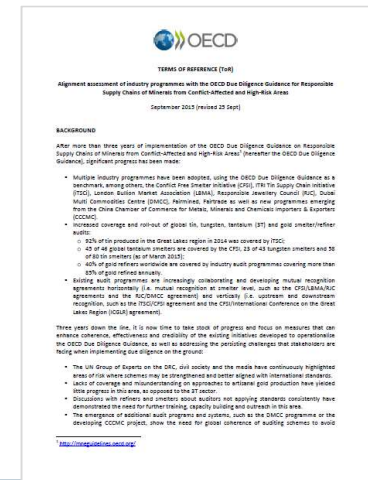 OECD
TERMS OF REFERENCE (ToR)
Alignment assessment of industry programmes with the OECD Due Diligence Guidance for Responsible
Supply Chains of Minerals from Conflict-Affected and High-Risk Areas
September 2015 (revised 25 Sept)
BACKGROUND
After more than three years of implementation of the OECD Due Diligence Guidance on Responsible
Supply Chains of Minerals from Conflict-Affected and High-Risk Areas¹ (hereafter the OECD Due Diligence
Guidance), significant progress has been made:
• Multiple industry programmes have been adopted, using the OECD Due Diligence Guidance as a
benchmark, among others, the Conflict Free Smelter Initiative (CFSI), ITRI Tin Supply Chain Initiative
(iTSCi), London Bullion Market Association (LBMA), Responsible Jewellery Council (RJC), Dubai
Multi Commodities Centre (DMCC), Fairmined, Fairtrade as well as new programmes emerging
from the China Chamber of Commerce for Metals, Minerals and Chemicals Importers & Exporters
(CCCMC).
• Increased coverage and roll-out of global tin, tungsten, tantalum (3T) and gold smelter/refiner
audits:
o 92% of tin produced in the Great Lakes region in 2014 was covered by iTSCi;
o 45 of 46 global tantalum smelters are covered by the CFSI, 23 of 43 tungsten smelters and 58
of 80 tin smelters (as of March 2015);
o 40% of gold refiners worldwide are covered by industry audit programmes covering more than
85% of gold refined annually.
• Existing audit programmes are increasingly collaborating and developing mutual recognition
agreements horizontally (i.e. mutual recognition at smelter level, such as the CFSI/LBMA/RJC
agreements and the RJC/DMCC agreement) and vertically (i.e. upstream and downstream
recognition, such as the iTSCi/CFSI agreement and the CFSI/International Conference on the Great
Lakes Region (ICGLR) agreement).
Three years down the line, it is now time to take stock of progress and focus on measures that can
enhance coherence, effectiveness and credibility of the existing initiatives developed to operationalise
the OECD Due Diligence Guidance, as well as addressing the persisting challenges that stakeholders are
facing when implementing due diligence on the ground:
• The UN Group of Experts on the DRC, civil society and the media have continuously highlighted
areas of risk where schemes may be strengthened and better aligned with international standards.
• Lack of coverage and misunderstanding on approaches to artisanal gold production have yielded
little progress in this area, as opposed to the 3T sector.
• Discussions with refiners and smelters about auditors not applying standards consistently have
demonstrated the need for further training, capacity building and outreach in this area.
• The emergence of additional audit programs and systems, such as the DMCC programme or the
developing CCCMC project, show the need for global coherence of auditing schemes to avoid
¹ http://mneguidelines.oecd.org/